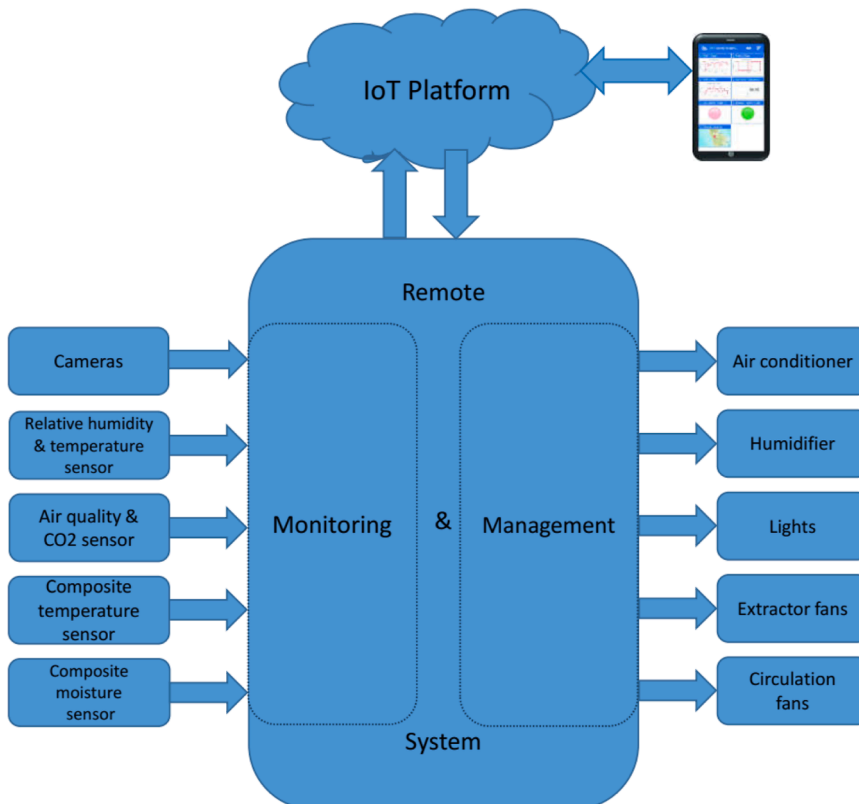 IoT Platform
Remote
Cameras
Relative humidity
& temperature
sensor
Air quality &
CO2 sensor
Composite
temperature
sensor
Composite
moisture
sensor
Monitoring
&
Management
System
Air conditioner
Humidifier
Lights
Extractor fans
Circulation
fans